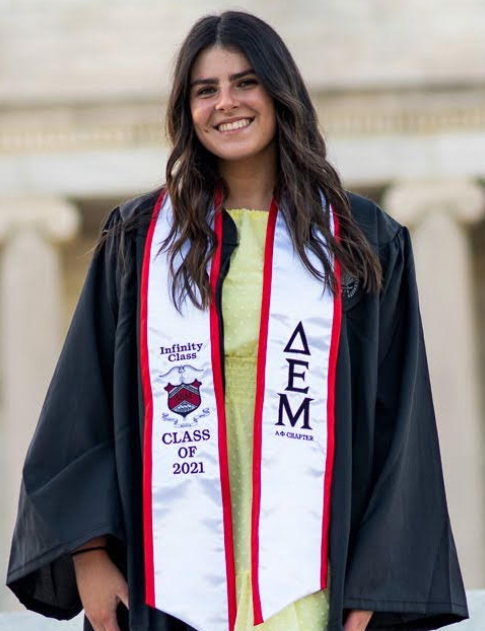 Infinity
Class
CLASS
OF
2021
Δ
Ε
Μ
ΑΦ CHAPTER